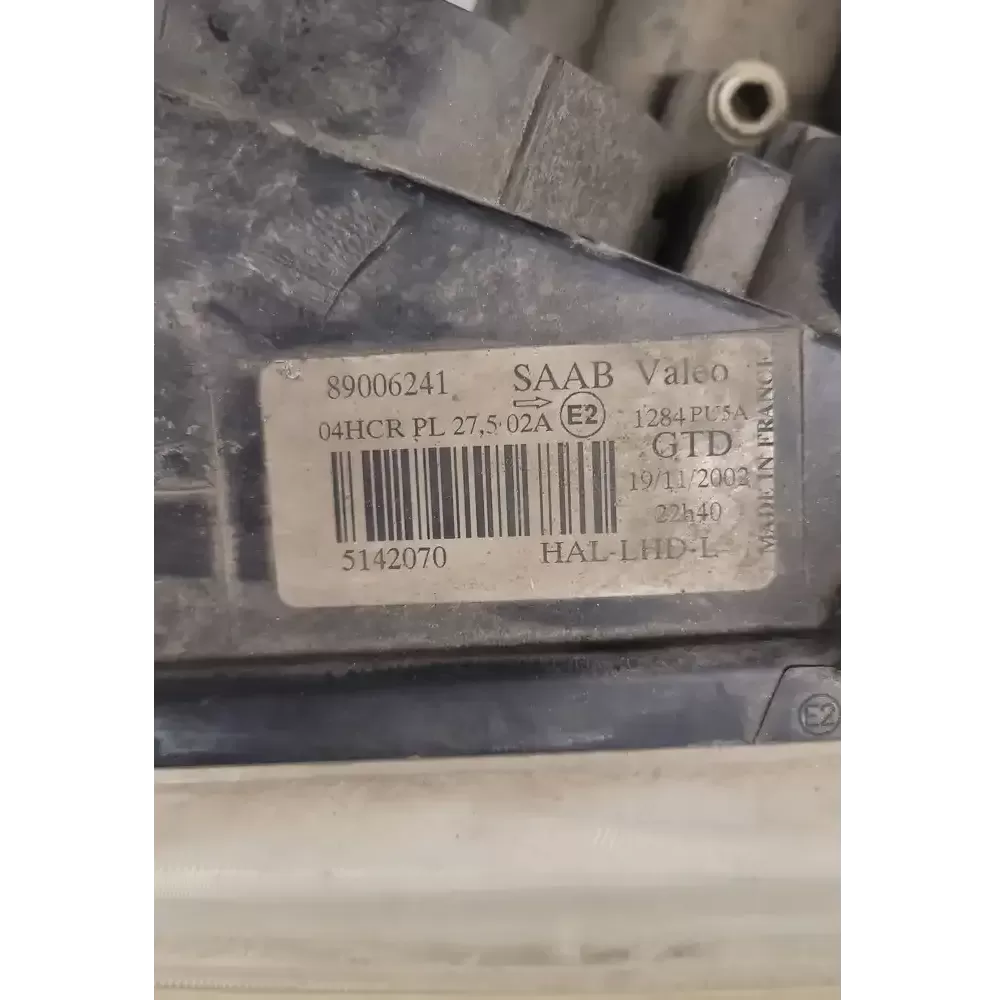 89006241 SAAB Valeo
04HCR PL 27,5 02A E2 1284 PU5A
GTD
19/11/2003
22h40
5142070 HAL-LHD-L
MADE IN FRANCE
E2